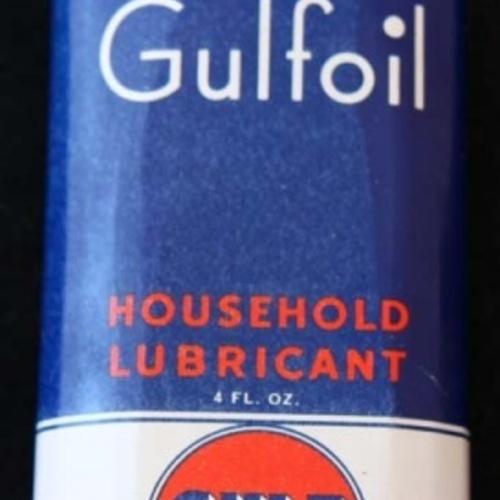 Gulfoil
HOUSEHOLD
LUBRICANT
4 FL. OZ.